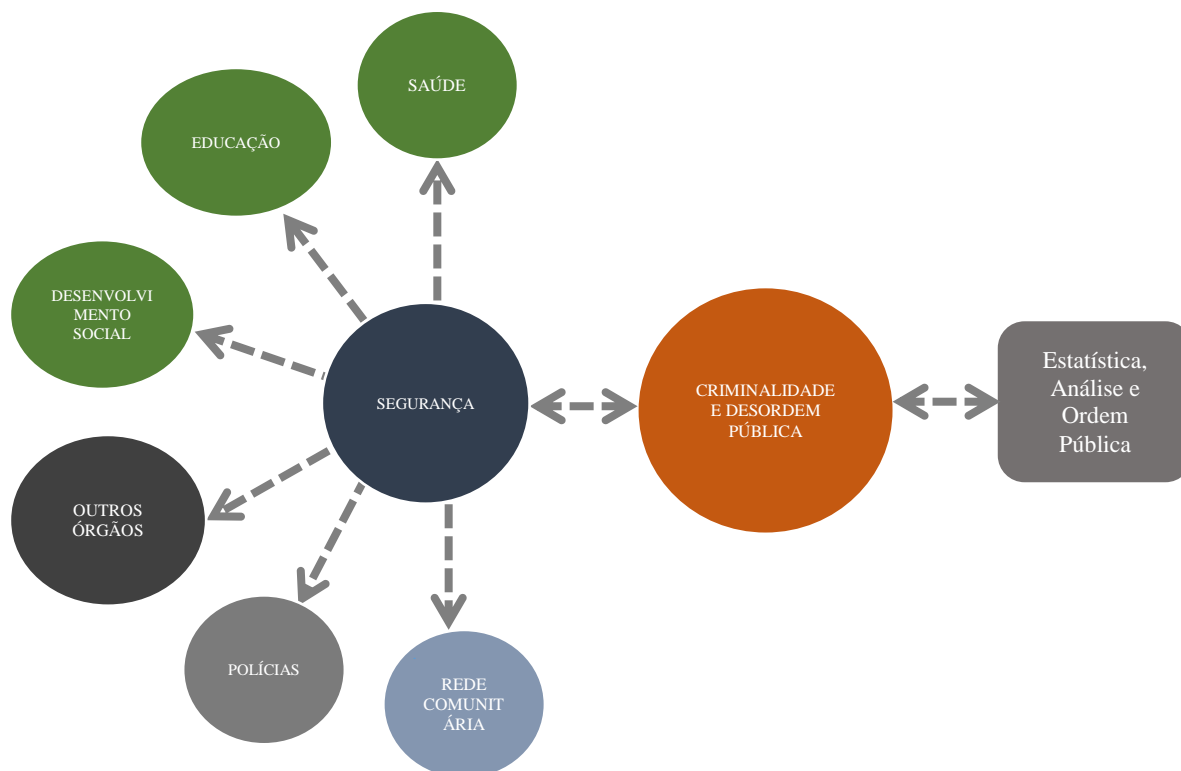 SAÚDE
EDUCAÇÃO
DESENVOLVI
MENTO
SOCIAL
SEGURANÇA
CRIMINALIDADE
E DESORDEM
PÚBLICA
Estatística,
Análise e
Ordem
Pública
OUTROS
ÓRGÃOS
POLÍCIAS
REDE
COMUNIT
ÁRIA